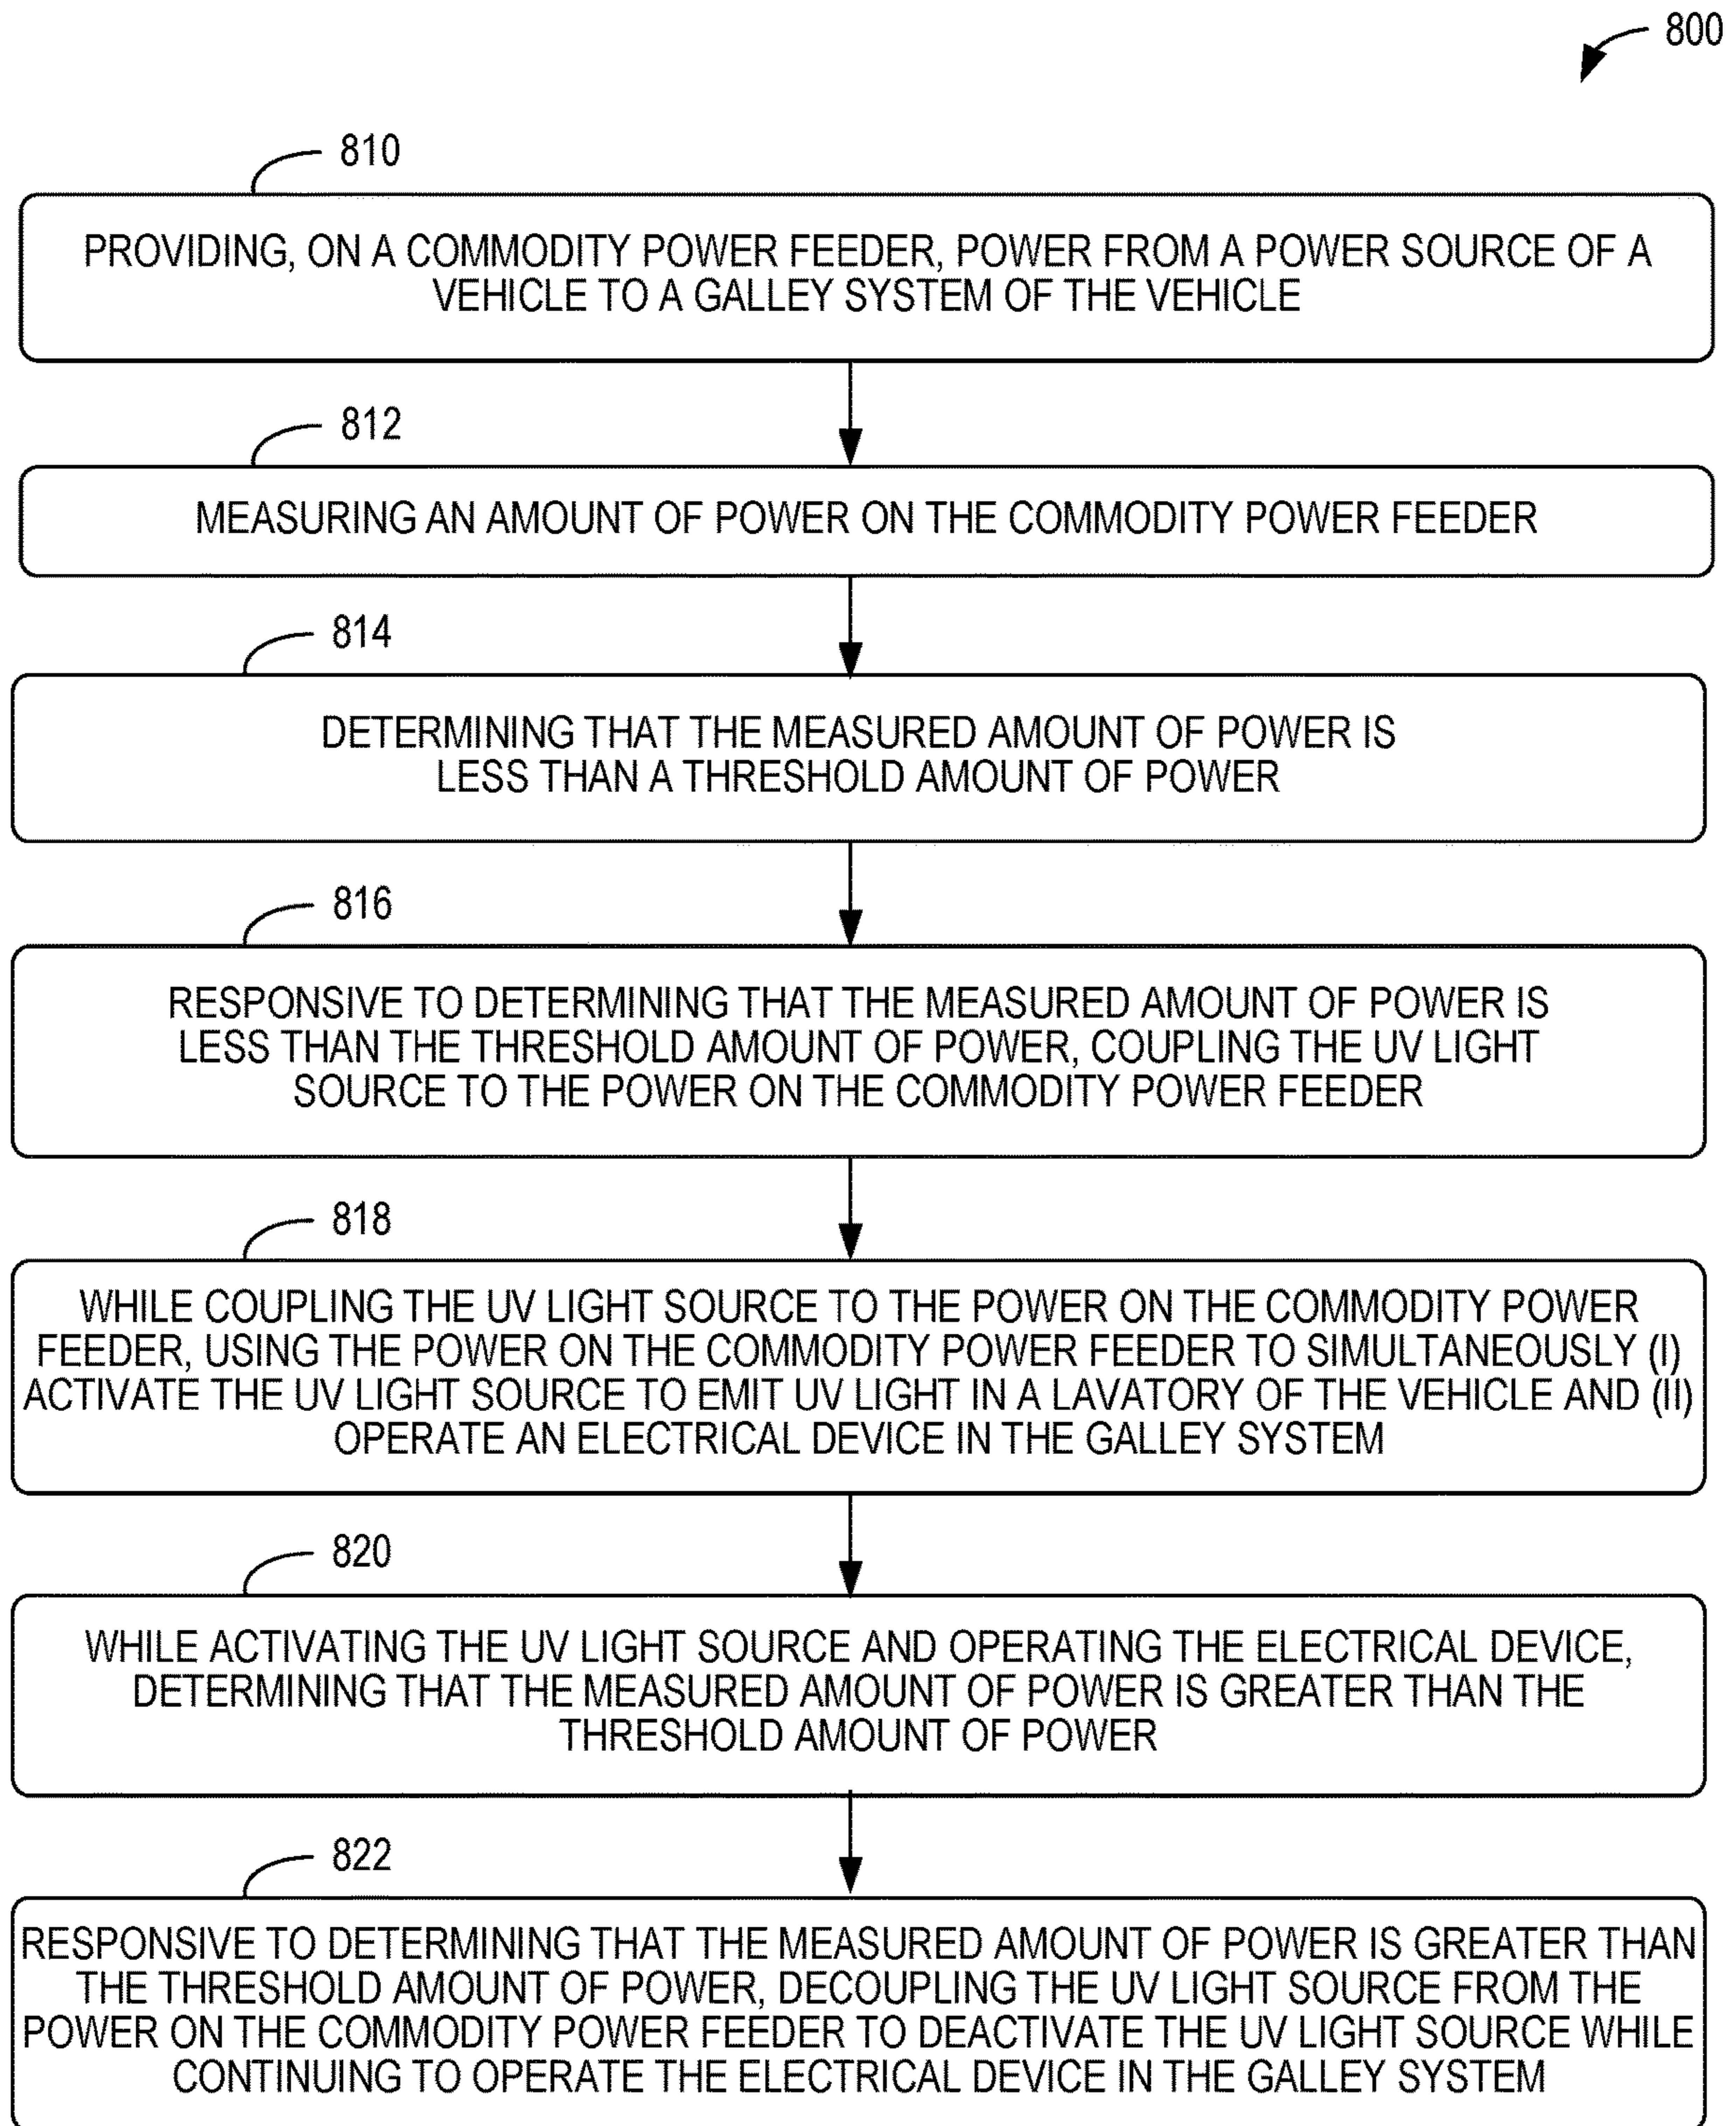 800
810
PROVIDING, ON A COMMODITY POWER FEEDER, POWER FROM A POWER SOURCE OF A
VEHICLE TO A GALLEY SYSTEM OF THE VEHICLE
812
MEASURING AN AMOUNT OF POWER ON THE COMMODITY POWER FEEDER
814
DETERMINING THAT THE MEASURED AMOUNT OF POWER IS
LESS THAN A THRESHOLD AMOUNT OF POWER
816
RESPONSIVE TO DETERMINING THAT THE MEASURED AMOUNT OF POWER IS
LESS THAN THE THRESHOLD AMOUNT OF POWER, COUPLING THE UV LIGHT
SOURCE TO THE POWER ON THE COMMODITY POWER FEEDER
818
WHILE COUPLING THE UV LIGHT SOURCE TO THE POWER ON THE COMMODITY POWER
FEEDER, USING THE POWER ON THE COMMODITY POWER FEEDER TO SIMULTANEOUSLY (I)
ACTIVATE THE UV LIGHT SOURCE TO EMIT UV LIGHT IN A LAVATORY OF THE VEHICLE AND (II)
OPERATE AN ELECTRICAL DEVICE IN THE GALLEY SYSTEM
820
WHILE ACTIVATING THE UV LIGHT SOURCE AND OPERATING THE ELECTRICAL DEVICE,
DETERMINING THAT THE MEASURED AMOUNT OF POWER IS GREATER THAN THE
THRESHOLD AMOUNT OF POWER
822
RESPONSIVE TO DETERMINING THAT THE MEASURED AMOUNT OF POWER IS GREATER THAN
THE THRESHOLD AMOUNT OF POWER, DECOUPLING THE UV LIGHT SOURCE FROM THE
POWER ON THE COMMODITY POWER FEEDER TO DEACTIVATE THE UV LIGHT SOURCE WHILE
CONTINUING TO OPERATE THE ELECTRICAL DEVICE IN THE GALLEY SYSTEM